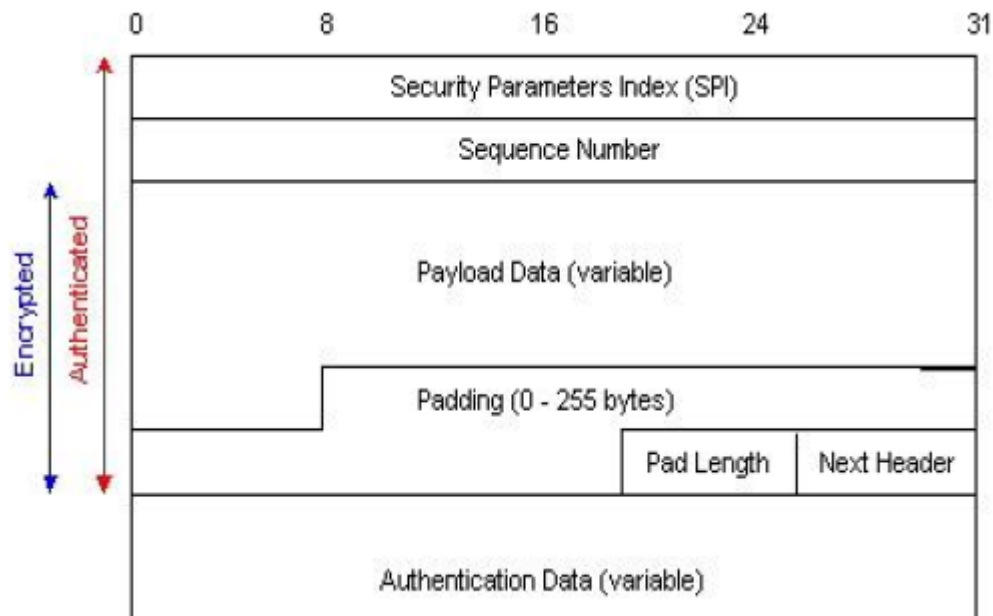 0 8 16 24 31
Security Parameters Index (SPI)
Sequence Number
Payload Data (variable)
Padding (0 - 255 bytes)
Pad Length Next Header
Authentication Data (variable)
Encrypted
Authenticated